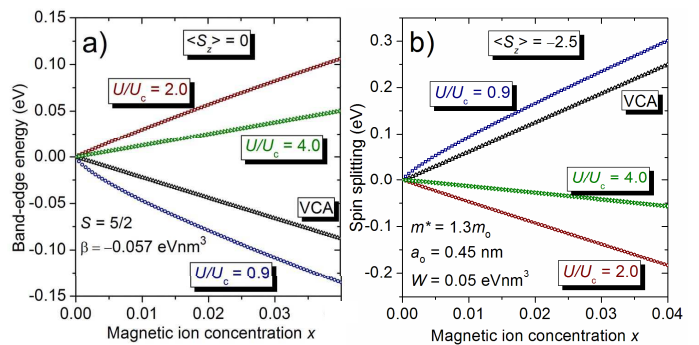 a)
<S_z> = 0
U/U_c = 2.0
U/U_c = 4.0
VCA
U/U_c = 0.9
S = 5/2
β = −0.057 eVnm³
0.15
0.10
0.05
0.00
-0.05
-0.10
-0.15
Band-edge energy (eV)
0.00 0.01 0.02 0.03
Magnetic ion concentration x
b)
<S_z> = −2.5
U/U_c = 0.9
VCA
U/U_c = 4.0
U/U_c = 2.0
m* = 1.3m_o
a_o = 0.45 nm
W = 0.05 eVnm³
0.3
0.2
0.1
0.0
-0.1
-0.2
Spin splitting (eV)
0.00 0.01 0.02 0.03 0.04
Magnetic ion concentration x